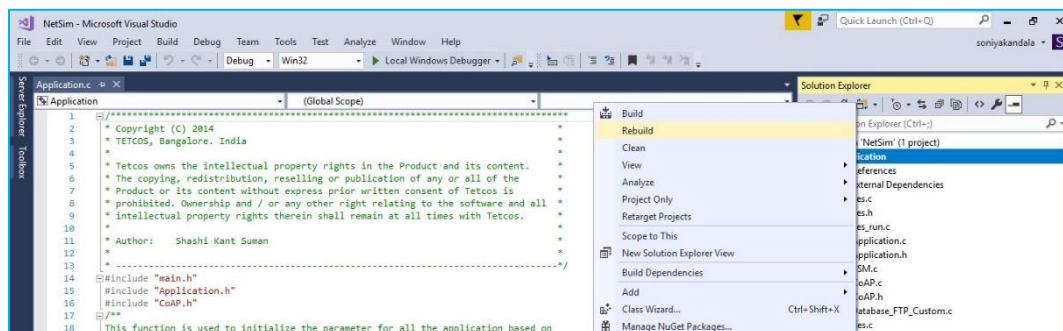 NetSim - Microsoft Visual Studio
Quick Launch (Ctrl+Q)
File Edit View Project Build Debug Team Tools Test Analyze Window Help
soniyakandala
S
Debug Win32 Local Windows Debugger
Server Explorer
Toolbox
Application.c
Application (Global Scope)
1 /******************************************************************************
2 * Copyright (C) 2014 *
3 * TETCOS, Bangalore. India *
4 * *
5 * Tetcos owns the intellectual property rights in the Product and its content. *
6 * The copying, redistribution, reselling or publication of any or all of the *
7 * Product or its content without express prior written consent of Tetcos is *
8 * prohibited. Ownership and / or any other right relating to the software and all *
9 * intellectual property rights therein shall remain at all times with Tetcos. *
10 * *
11 * Author: Shashi Kant Suman *
12 * *
13 * ---------------------------------------------------------------------------------*/
14 #include "main.h"
15 #include "Application.h"
16 #include "CoAP.h"
17 /**
18 This function is used to initialize the parameter for all the application based on
Build
Rebuild
Clean
View
Analyze
Project Only
Retarget Projects
Scope to This
New Solution Explorer View
Build Dependencies
Add
Class Wizard... Ctrl+Shift+X
Manage NuGet Packages...
Solution Explorer
on Explorer (Ctrl+;)
'NetSim' (1 project)
ication
eferences
xternal Dependencies
es.c
es.h
es_run.c
pplication.c
pplication.h
SM.c
oAP.c
oAP.h
atabase_FTP_Custom.c
es.c